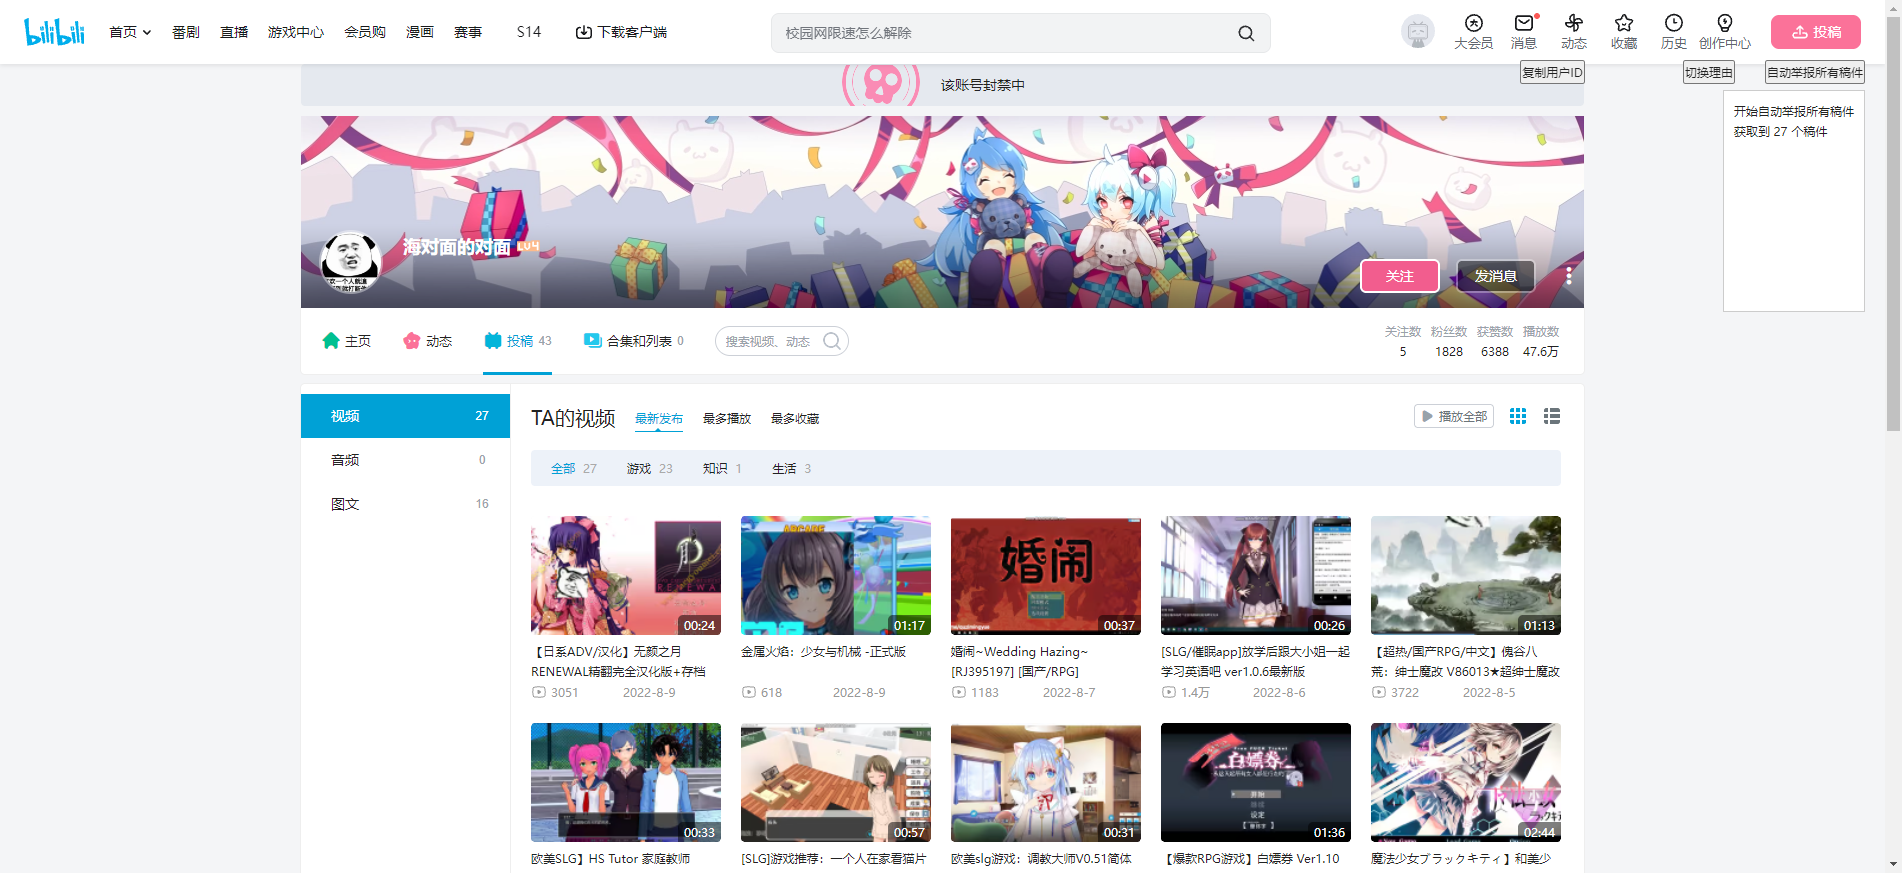 bilibili
首页
番剧
直播
游戏中心
会员购
漫画
赛事
S14
下载客户端
校园网限速怎么解除
大会员
消息
动态
收藏
历史
创作中心
投稿
复制用户ID
切换理由
自动举报所有稿件
该账号封禁中
开始自动举报所有稿件
获取到 27 个稿件
海对面的对面 LV4
关注
发消息
主页
动态
投稿 43
合集和列表 0
搜索视频、动态
关注数 粉丝数 获赞数 播放数
5 1828 6388 47.6万
视频 27
音频 0
图文 16
TA的视频
最新发布
最多播放
最多收藏
播放全部
全部 27
游戏 23
知识 1
生活 3
RENEWAL
00:24
ARCADE
01:17
婚闹
00:37
00:26
01:13
【日系ADV/汉化】无颜之月
RENEWAL精翻完全汉化版+存档
3051 2022-8-9
金属火焰：少女与机械 -正式版
618 2022-8-9
婚闹~Wedding Hazing~
[RJ395197] [国产/RPG]
1183 2022-8-7
[SLG/催眠app]放学后跟大小姐一起
学习英语吧 ver1.0.6最新版
1.4万 2022-8-6
【超热/国产RPG/中文】傀谷八
荒：绅士魔改 V86013★超绅士魔改
3722 2022-8-5
00:33
00:57
00:31
白嫖券
设定
01:36
02:44
欧美SLG】HS Tutor 家庭教师
[SLG]游戏推荐：一个人在家看猫片
欧美slg游戏：调教大师V0.51简体
【爆款RPG游戏】白嫖券 Ver1.10
魔法少女ブラックキティ】和美少